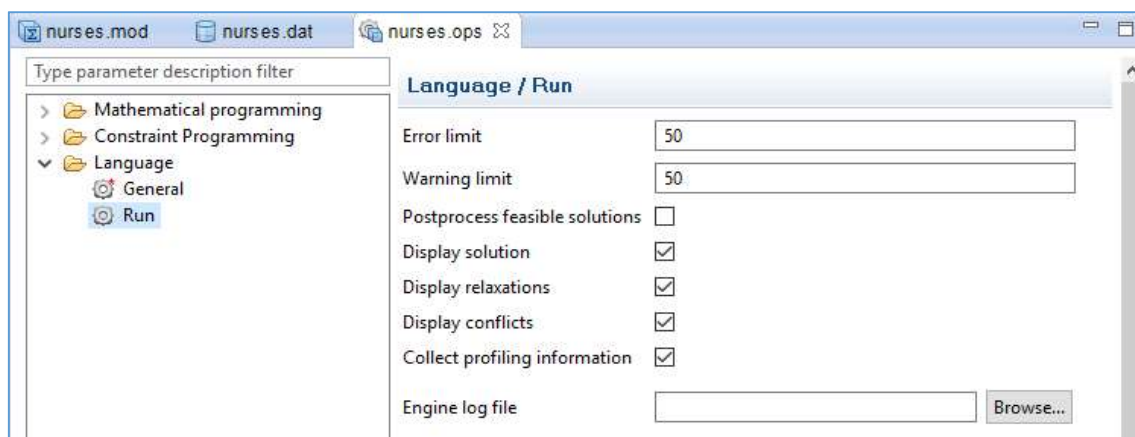 nurses.mod nurses.dat nurses.ops
Type parameter description filter
Mathematical programming
Constraint Programming
Language
General
Run
Language / Run
Error limit 50
Warning limit 50
Postprocess feasible solutions
Display solution
Display relaxations
Display conflicts
Collect profiling information
Engine log file Browse...